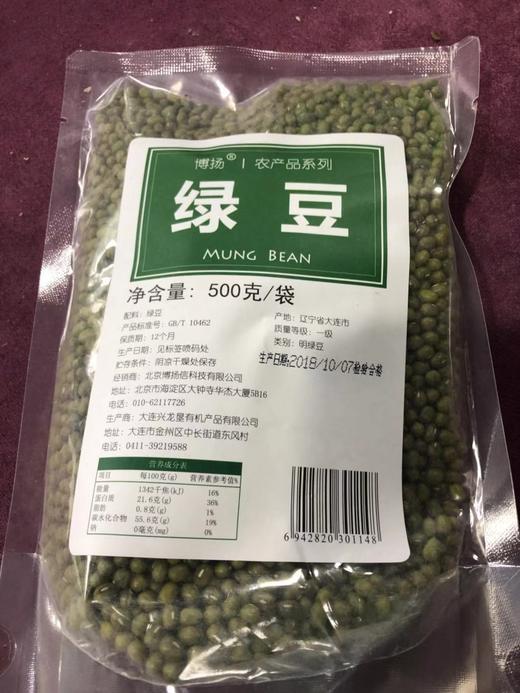 博扬® | 农产品系列
绿豆
MUNG BEAN
净含量： 500克/袋
配料：绿豆
产品标准号：GB/T 10462
保质期：12个月
生产日期：见标签喷码处
贮存条件：阴凉干燥处保存
经销商：北京博扬信科技有限公司
地址：北京市海淀区大钟寺华杰大厦5B16
电话：010-62117726
生产商：大连兴龙垦有机产品有限公司
地址：大连市金州区中长街道东风村
电话：0411-39219588
产地：辽宁省大连市
质量等级：一级
类别：明绿豆
生产日期:2018/10/07检验合格
营养成分表
项目 每100克(g) 营养素参考值%
能量 1342千焦(kJ) 16%
蛋白质 21.6克(g) 36%
脂肪 0.8克(g) 1%
碳水化合物 55.6克(g) 19%
钠 0毫克(mg) 0%
6 942820 301148